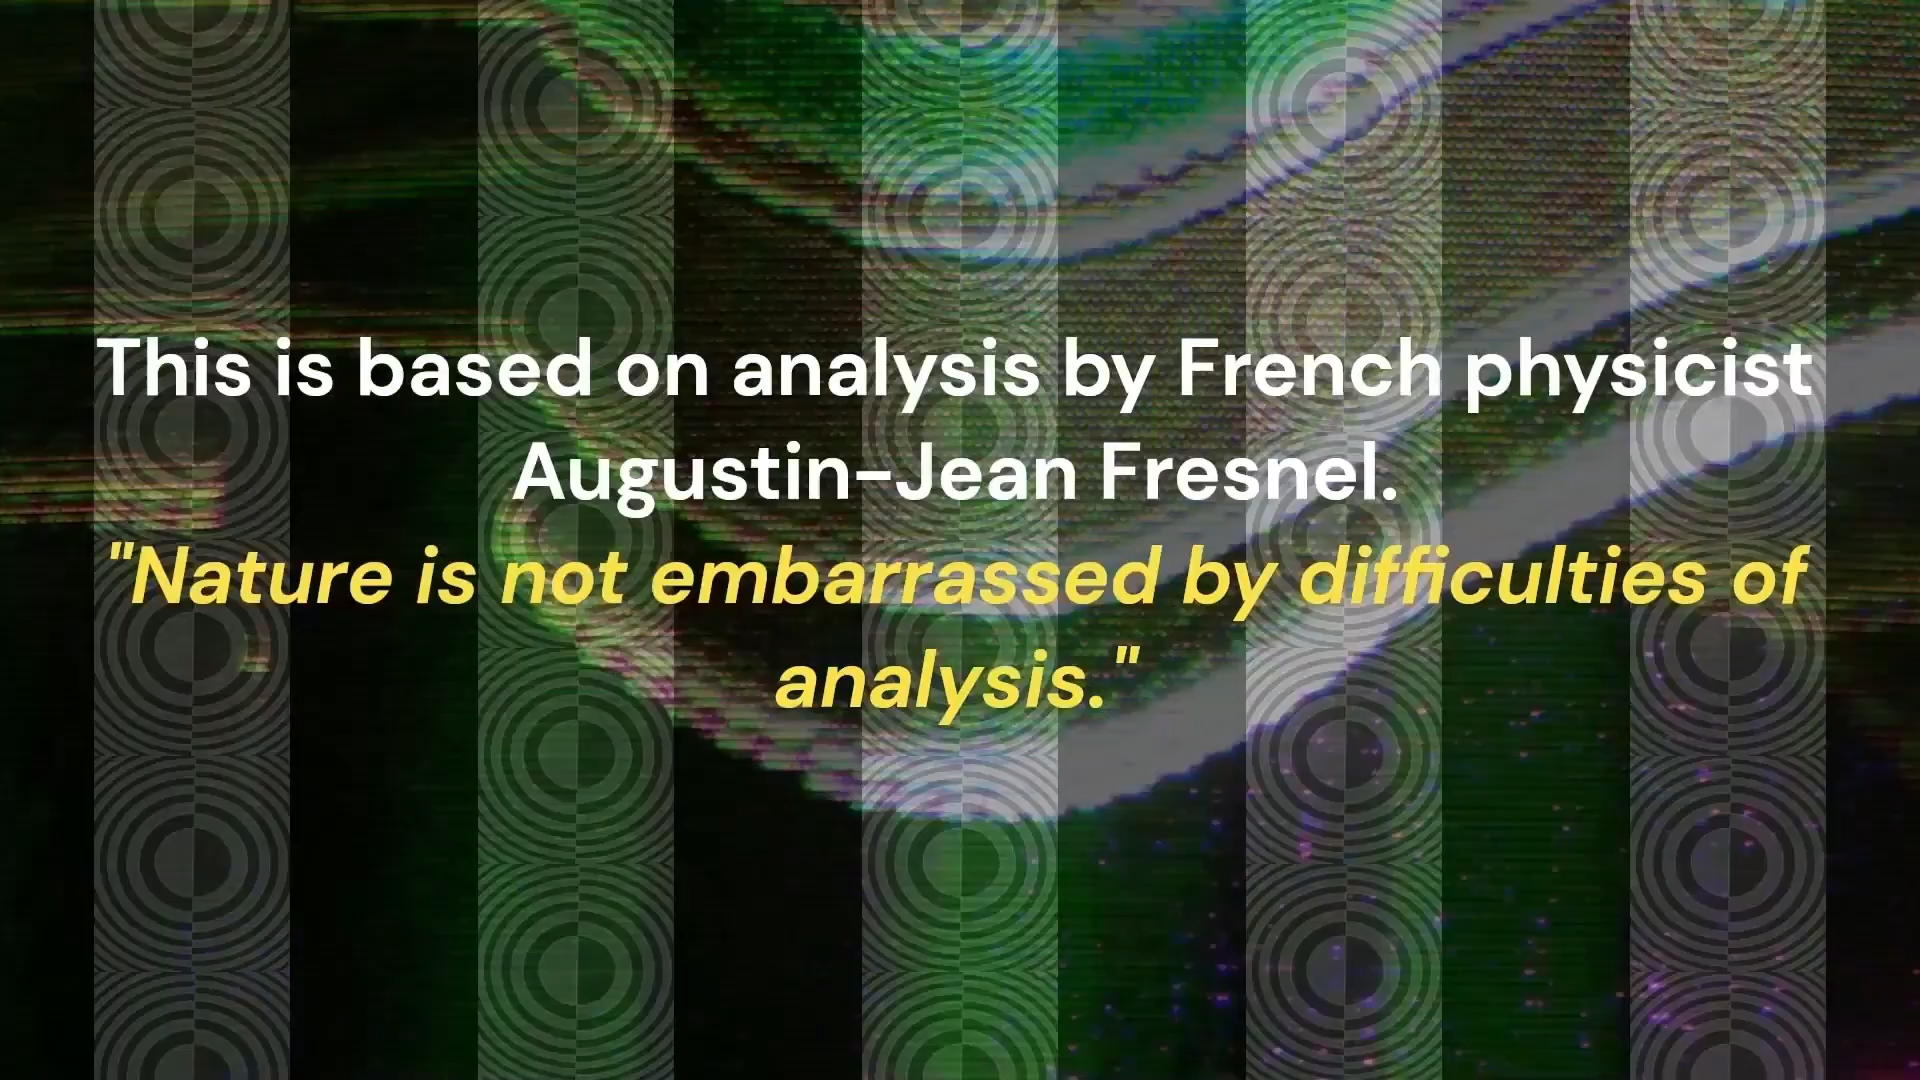 This is based on analysis by French physicist
Augustin-Jean Fresnel.
"Nature is not embarrassed by difficulties of
analysis."